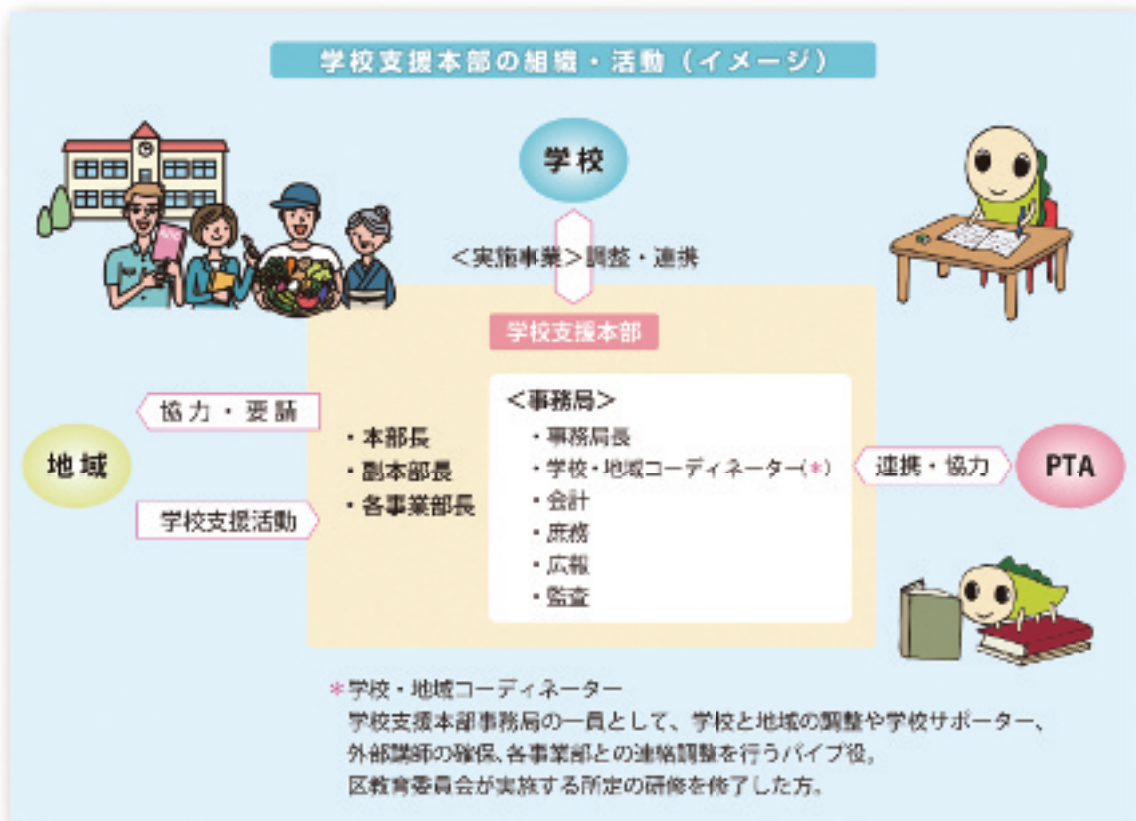 学校支援本部の組織・活動（イメージ）
学校
＜実施事業＞調整・連携
学校支援本部
協力・要請
地域
学校支援活動
・本部長
・副本部長
・各事業部長
＜事務局＞
・事務局長
・学校・地域コーディネーター(＊)
・会計
・庶務
・広報
・監査
連携・協力
PTA
＊学校・地域コーディネーター
学校支援本部事務局の一員として、学校と地域の調整や学校サポーター、
外部講師の確保、各事業部との連絡調整を行うパイプ役。
区教育委員会が実施する所定の研修を修了した方。